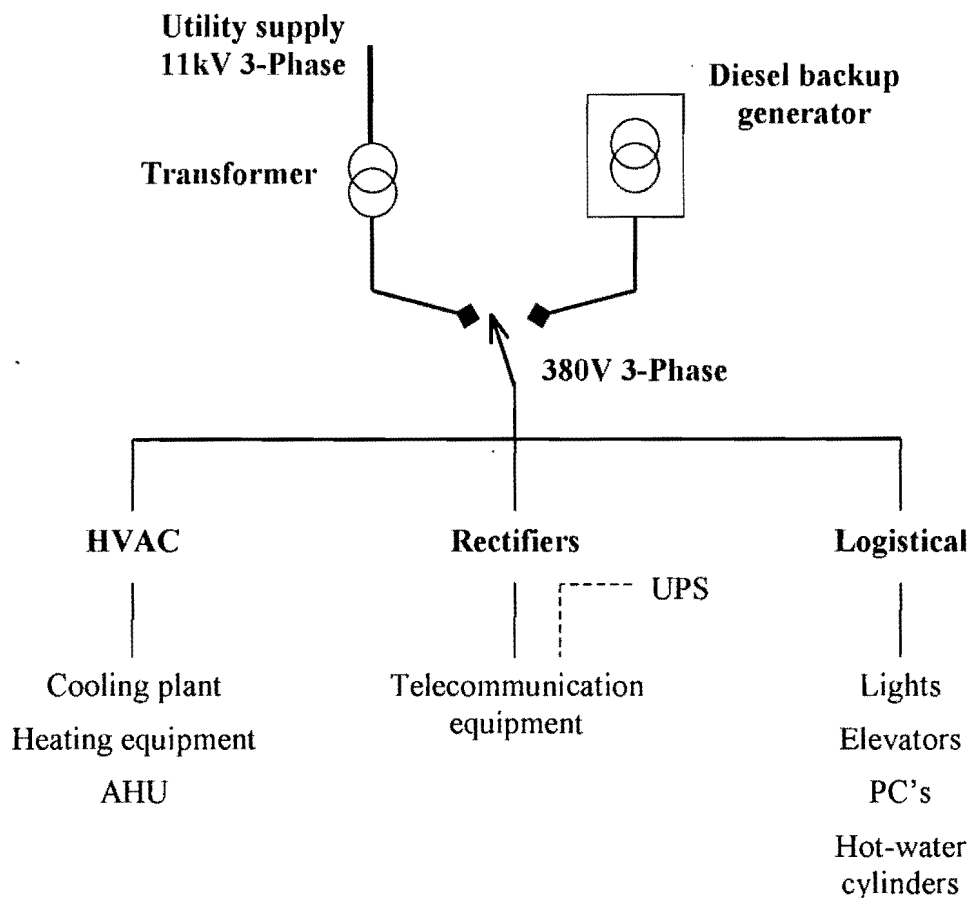 Utility supply
11kV 3-Phase
Diesel backup
generator
Transformer
380V 3-Phase
HVAC
Rectifiers
Logistical
UPS
Cooling plant
Heating equipment
AHU
Telecommunication
equipment
Lights
Elevators
PC's
Hot-water
cylinders